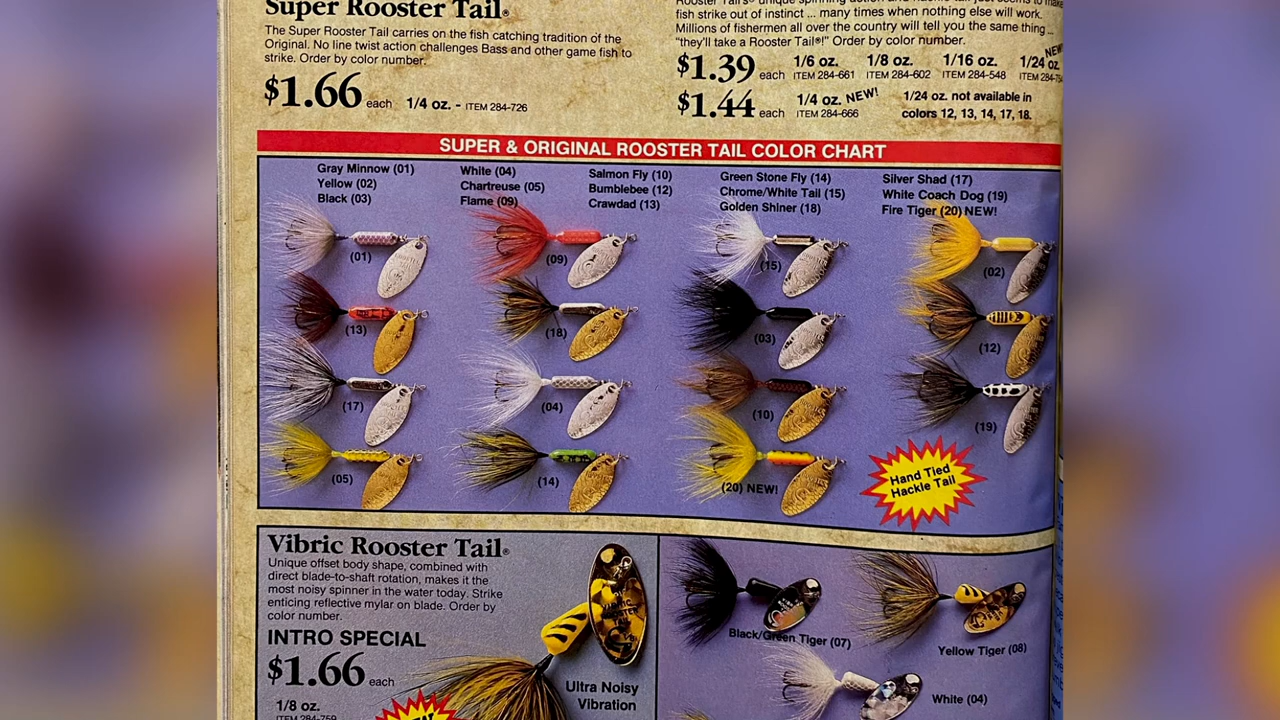 Super Rooster Tail®
The Super Rooster Tail carries on the fish catching tradition of the
Original. No line twist action challenges Bass and other game fish to
strike. Order by color number.
$1.66 each 1/4 oz. - ITEM 284-726
fish strike out of instinct ... many times when nothing else will work.
Millions of fishermen all over the country will tell you the same thing ...
"they'll take a Rooster Tail®!" Order by color number.
$1.39 each
1/6 oz. 1/8 oz. 1/16 oz. 1/24 oz.
NEW
ITEM 284-661 ITEM 284-602 ITEM 284-548 ITEM
$1.44 each
1/4 oz. NEW!
ITEM 284-666
1/24 oz. not available in
colors 12, 13, 14, 17, 18.
SUPER & ORIGINAL ROOSTER TAIL COLOR CHART
Gray Minnow (01)
Yellow (02)
Black (03)
White (04)
Chartreuse (05)
Flame (09)
Salmon Fly (10)
Bumblebee (12)
Crawdad (13)
Green Stone Fly (14)
Chrome/White Tail (15)
Golden Shiner (18)
Silver Shad (17)
White Coach Dog (19)
Fire Tiger (20) NEW!
(01) (09) (15) (02)
(13) (18) (03) (12)
(17) (04) (10) (19)
(05) (14) (20) NEW!
Hand Tied
Hackle Tail
Vibric Rooster Tail®
Unique offset body shape, combined with
direct blade-to-shaft rotation, makes it the
most noisy spinner in the water today. Strike
enticing reflective mylar on blade. Order by
color number.
INTRO SPECIAL
$1.66 each
1/8 oz.
ITEM 284-759
Ultra Noisy
Vibration
Black/Green Tiger (07)
Yellow Tiger (08)
White (04)